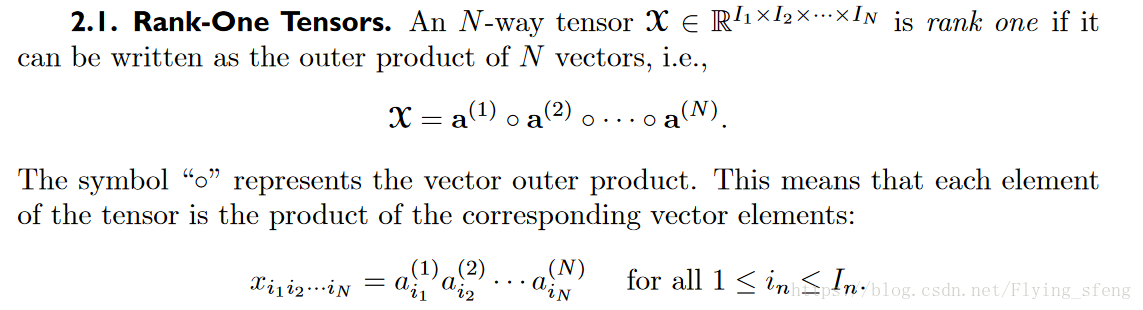 2.1. Rank-One Tensors. An N-way tensor 𝒳 ∈ ℝ^{I₁×I₂×⋯×I_N} is rank one if it
can be written as the outer product of N vectors, i.e.,
𝒳 = a^{(1)} ∘ a^{(2)} ∘ ⋯ ∘ a^{(N)}.
The symbol “∘” represents the vector outer product. This means that each element
of the tensor is the product of the corresponding vector elements:
x_{i₁i₂⋯i_N} = a_{i₁}^{(1)} a_{i₂}^{(2)} ⋯ a_{i_N}^{(N)} for all 1 ≤ i_n ≤ I_n.
https://blog.csdn.net/Flying_sfeng